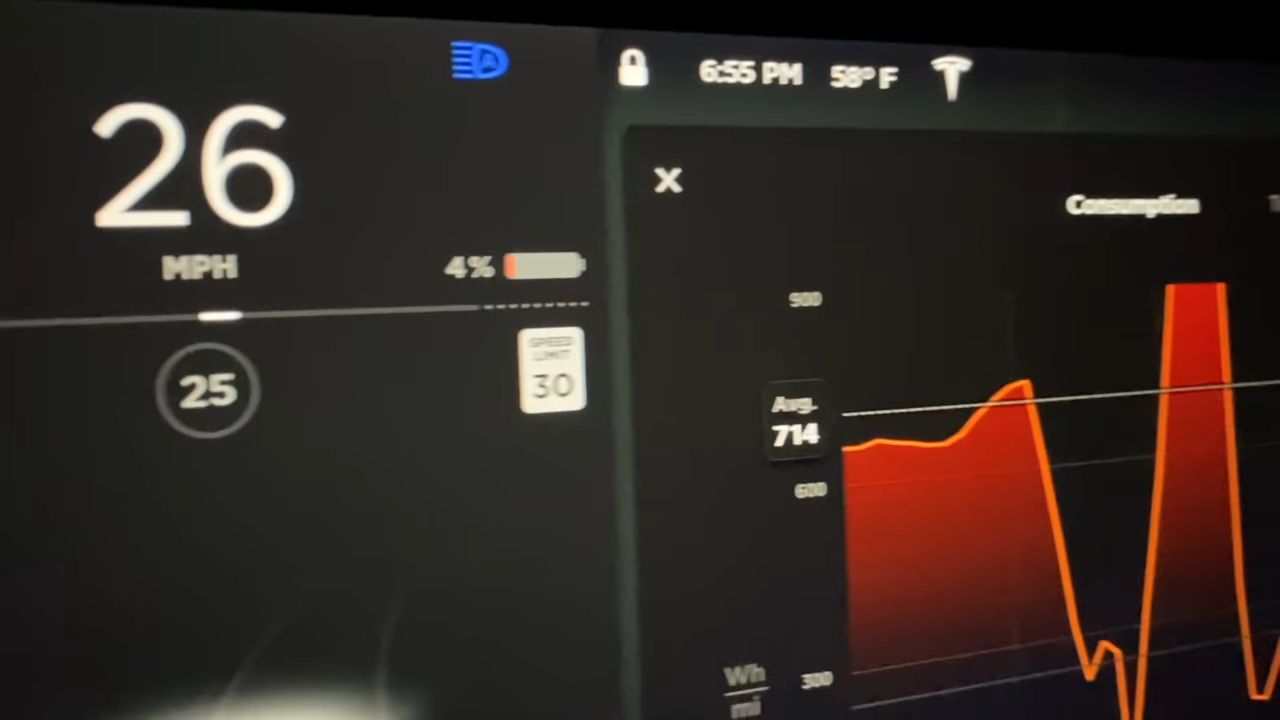 26
MPH
4%
25
SPEED
LIMIT
30
A
6:55 PM 58° F
X
Consumption
900
Avg.
714
600
Wh
mi
300